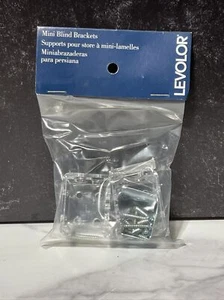 Mini Blind Brackets
Supports pour store à mini-lamelles
Miniabrazaderas
para persiana
LEVOLOR